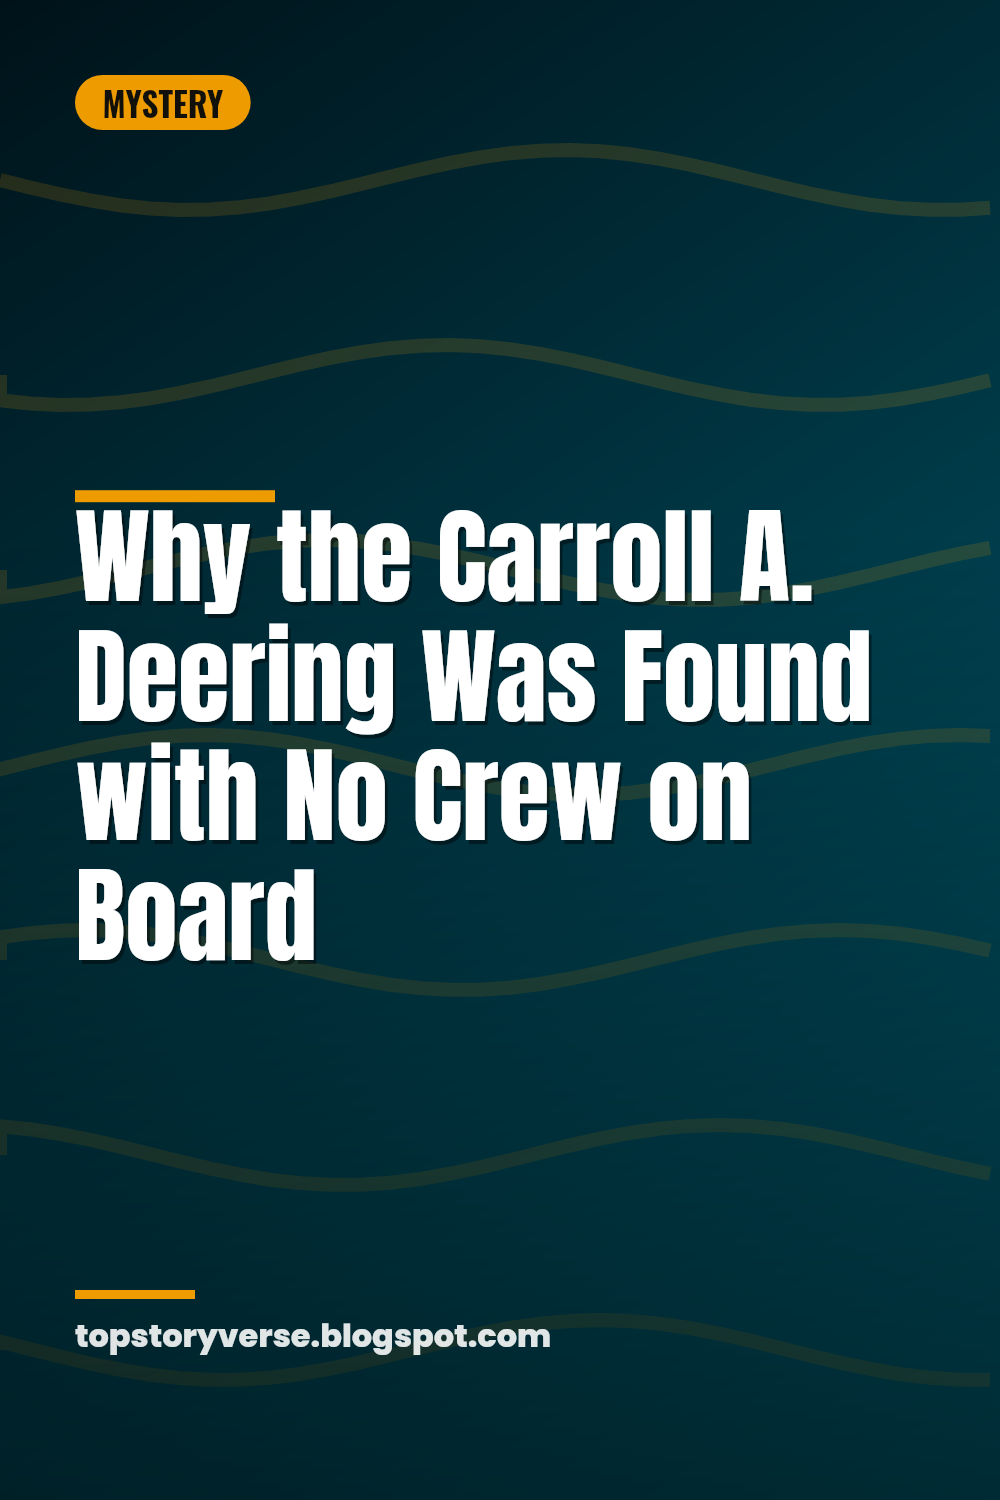 MYSTERY
Why the Carroll A.
Deering Was Found
with No Crew on
Board
topstoryverse.blogspot.com